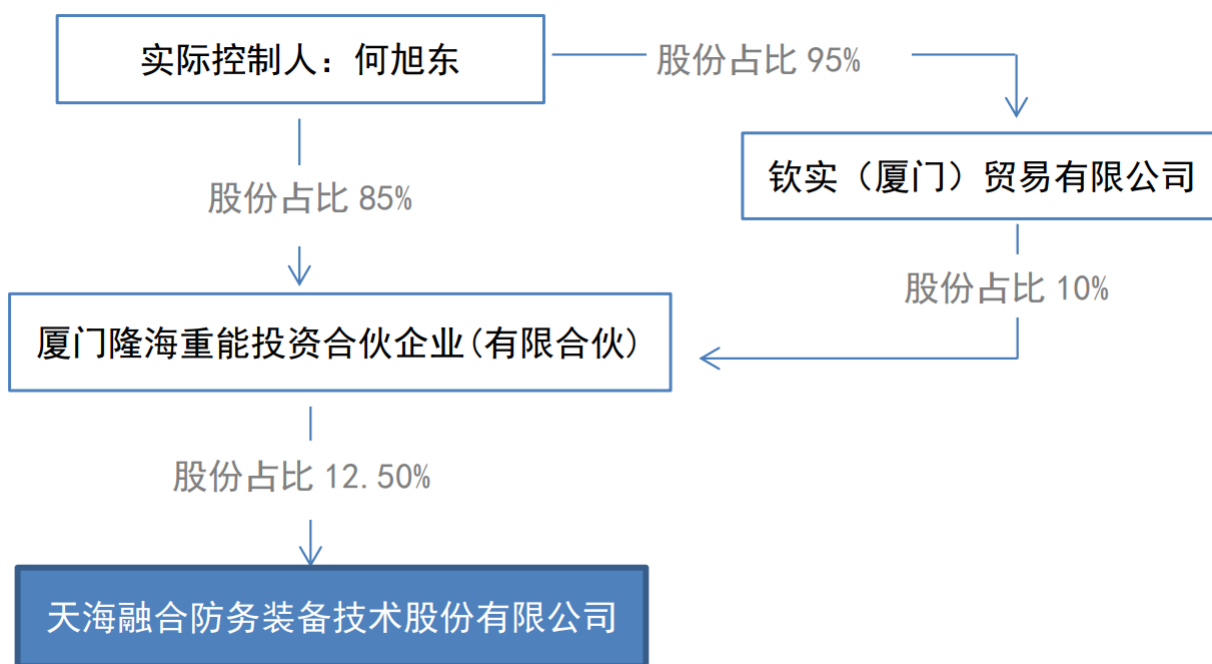 实际控制人：何旭东
股份占比 95%
钦实（厦门）贸易有限公司
股份占比 85%
股份占比 10%
厦门隆海重能投资合伙企业(有限合伙)
股份占比 12.50%
天海融合防务装备技术股份有限公司